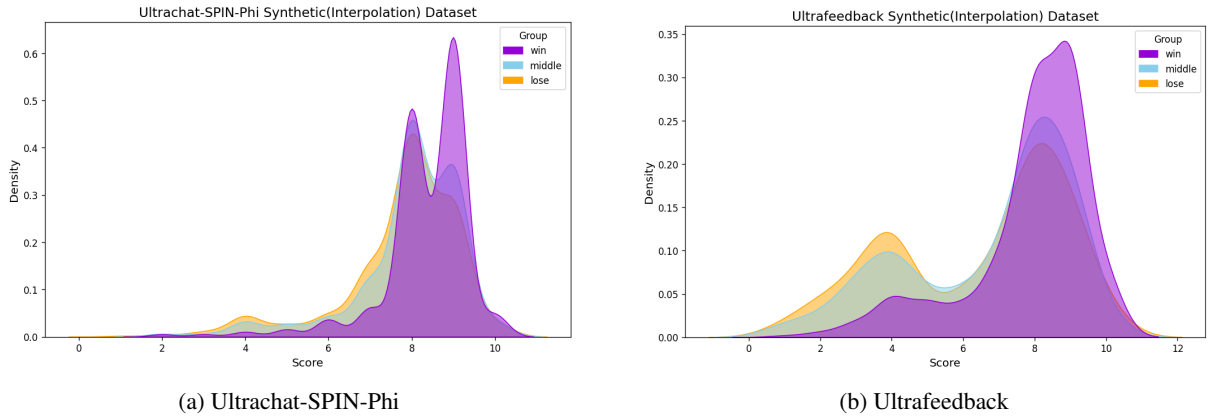 Ultrachat-SPIN-Phi Synthetic(Interpolation) Dataset
Group
win
middle
lose
0.6
0.5
0.4
0.3
0.2
0.1
0.0
Density
0
2
4
6
8
10
Score
(a) Ultrachat-SPIN-Phi
Ultrafeedback Synthetic(Interpolation) Dataset
Group
win
middle
lose
0.35
0.30
0.25
0.20
0.15
0.10
0.05
0.00
Density
0
2
4
6
8
10
12
Score
(b) Ultrafeedback